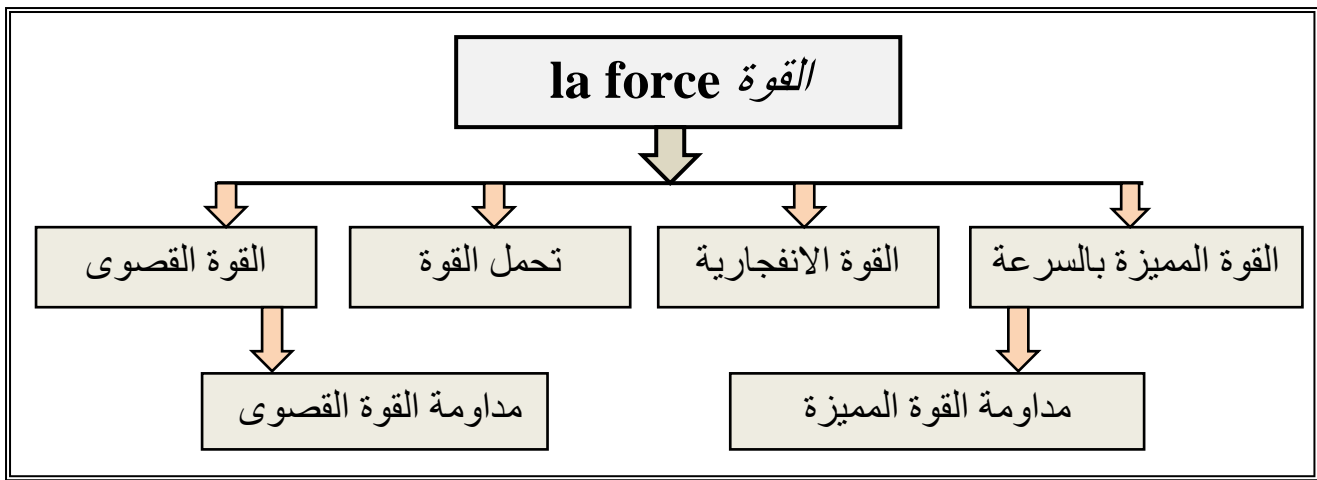 القوة la force
القوة المميزة بالسرعة
القوة الانفجارية
تحمل القوة
القوة القصوى
مداومة القوة المميزة
مداومة القوة القصوى